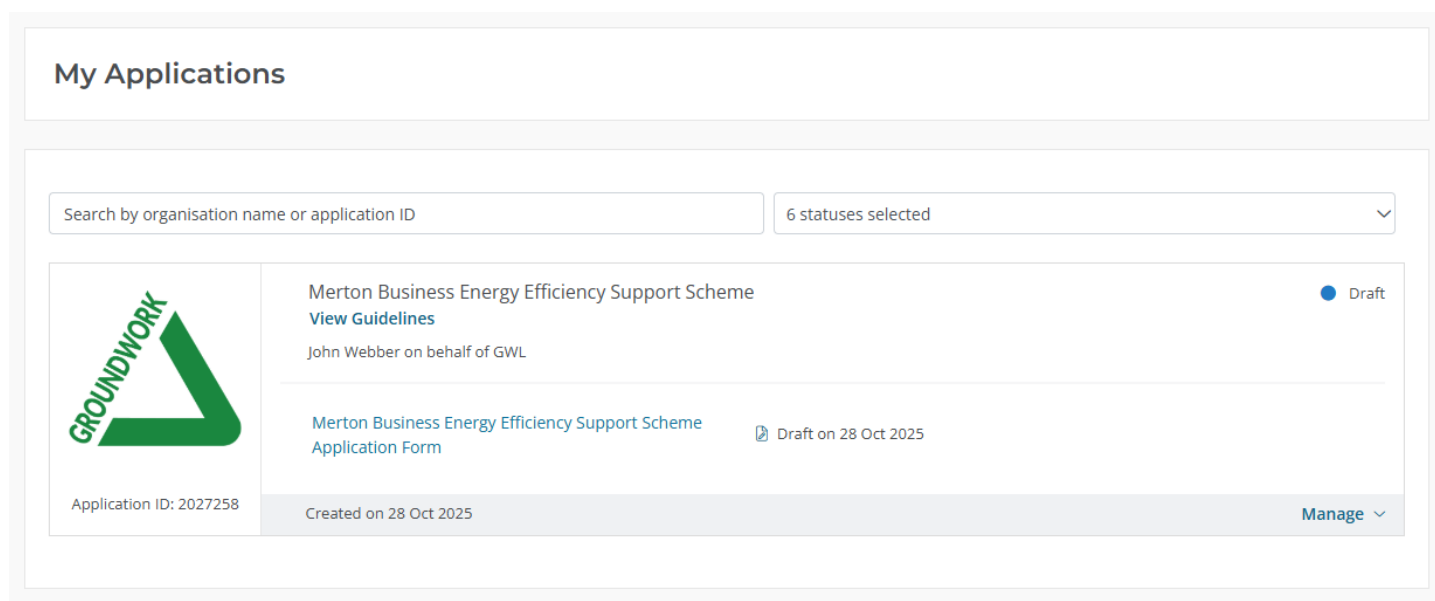 My Applications
Search by organisation name or application ID
6 statuses selected
GROUNDWORK
Merton Business Energy Efficiency Support Scheme
Draft
View Guidelines
John Webber on behalf of GWL
Merton Business Energy Efficiency Support Scheme
Application Form
Draft on 28 Oct 2025
Application ID: 2027258
Created on 28 Oct 2025
Manage